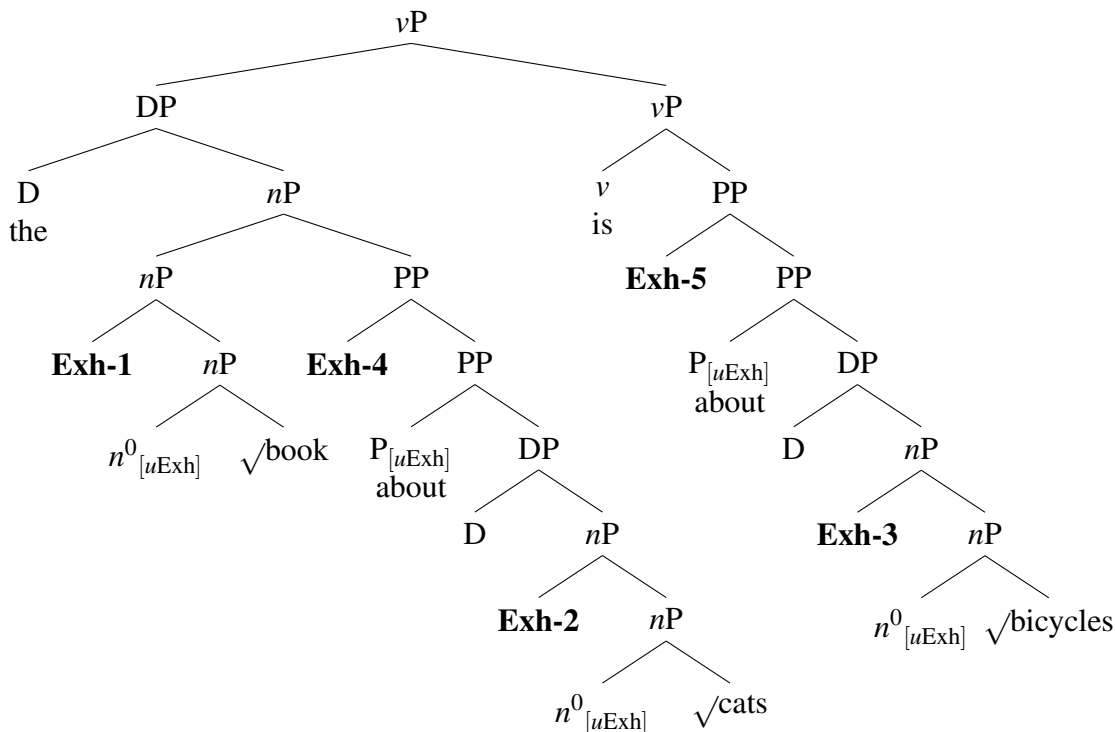 vP
DP vP
D nP v PP
the is
nP PP Exh-5 PP
Exh-1 nP Exh-4 PP P[uExh] DP
about
n0[uExh] √book P[uExh] DP D nP
about
D nP Exh-3 nP
Exh-2 nP n0[uExh] √bicycles
n0[uExh] √cats